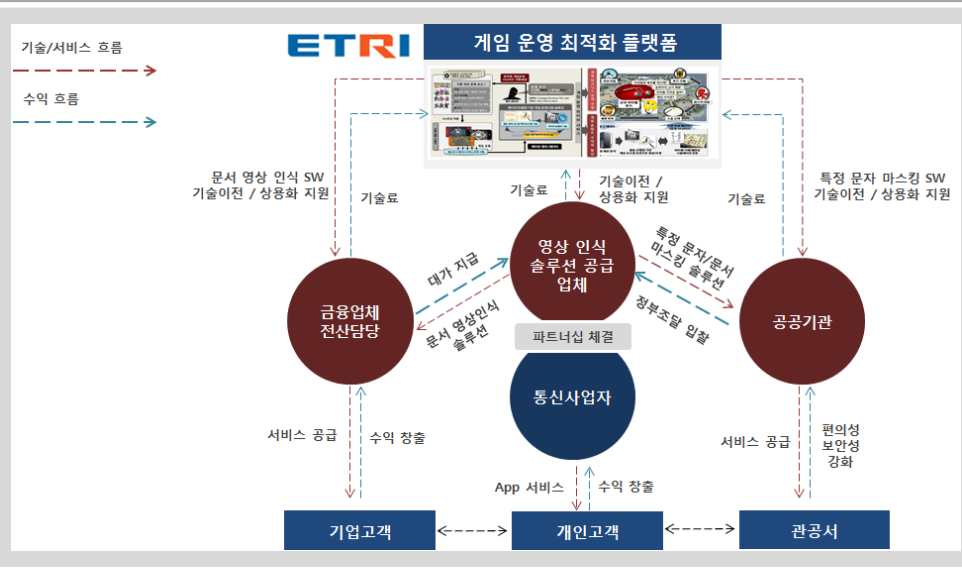 기술/서비스 흐름
수익 흐름
ETRI
게임 운영 최적화 플랫폼
문서 영상 인식 SW
기술이전 / 상용화 지원
기술료
기술료
기술이전 /
상용화 지원
기술료
특정 문자 마스킹 SW
기술이전 / 상용화 지원
금융업체
전산담당
대가 지급
문서 영상인식
솔루션
영상 인식
솔루션 공급
업체
특정 문자/문서
마스킹 솔루션
정부조달 입찰
공공기관
파트너십 체결
통신사업자
서비스 공급
수익 창출
App 서비스
수익 창출
서비스 공급
편의성
보안성
강화
기업고객
개인고객
관공서